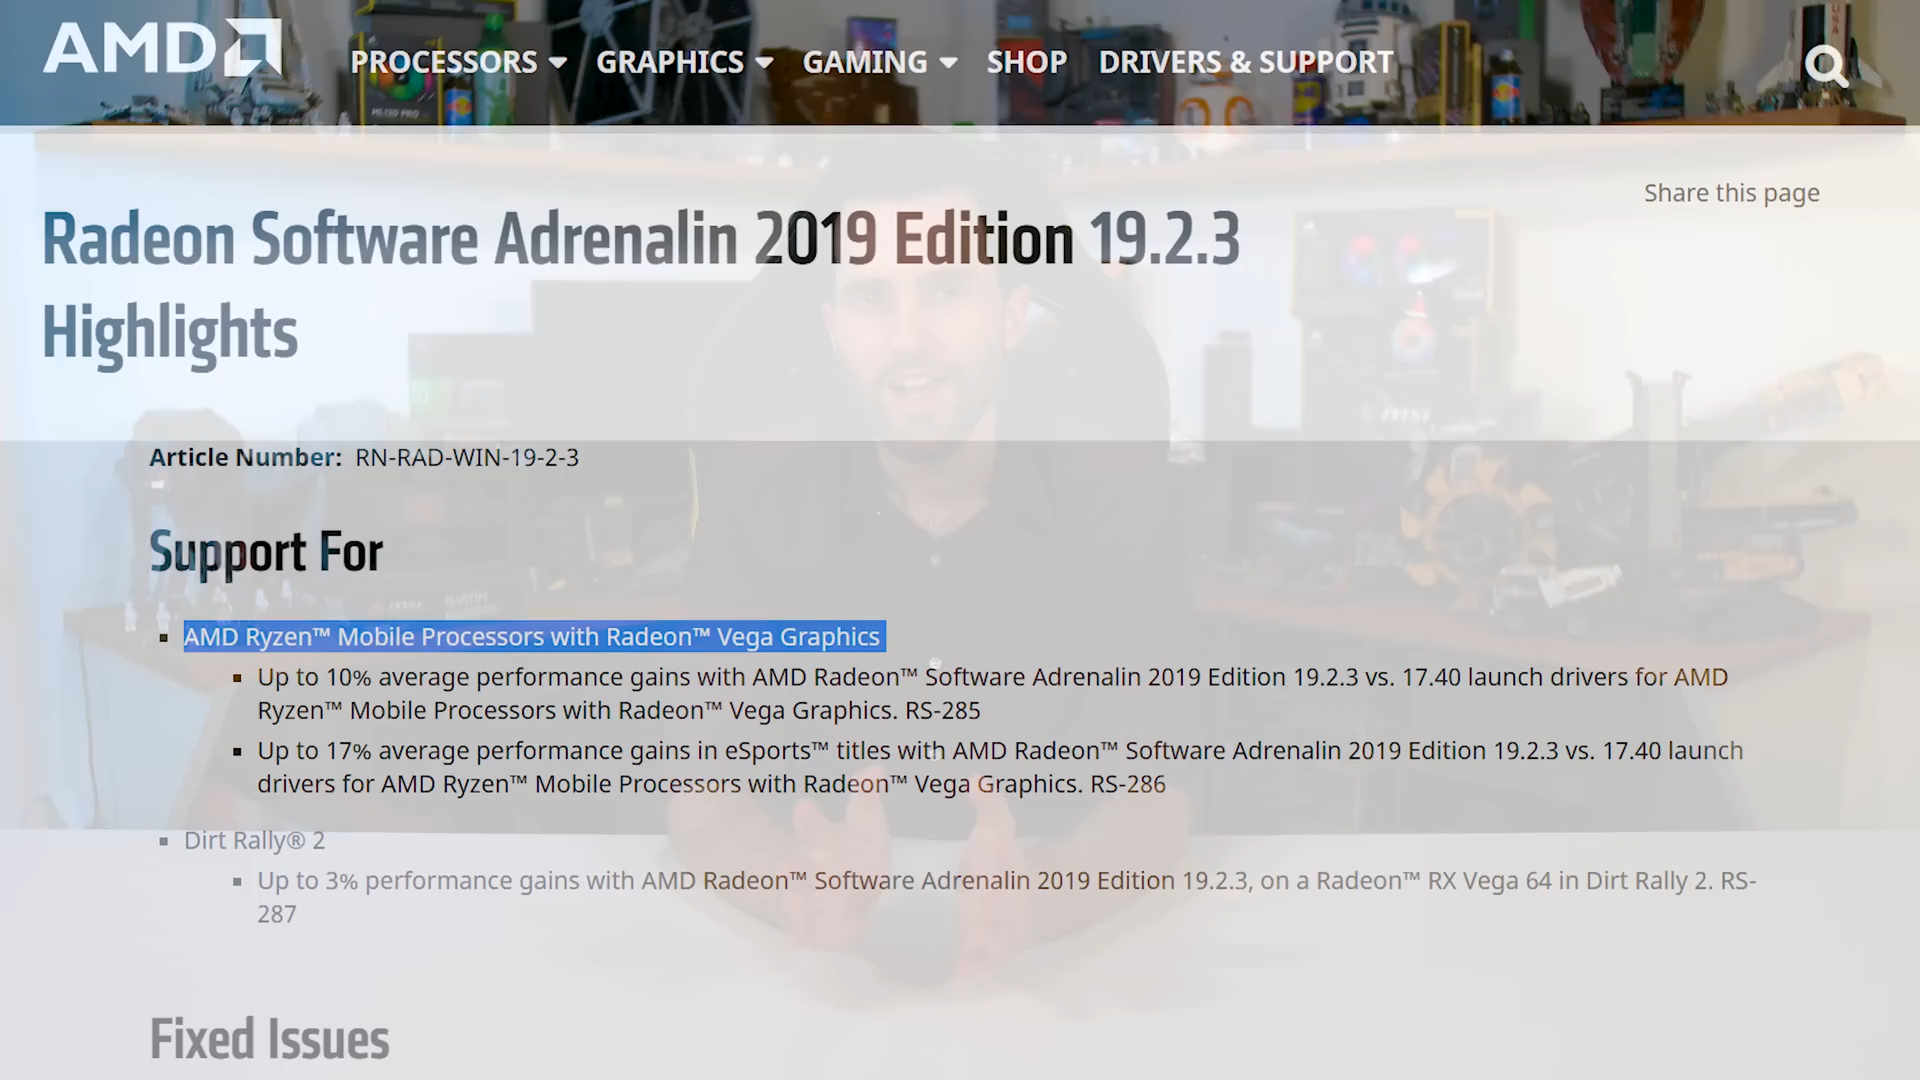 AMD
PROCESSORS GRAPHICS GAMING SHOP DRIVERS & SUPPORT
Share this page
Radeon Software Adrenalin 2019 Edition 19.2.3
Highlights
Article Number: RN-RAD-WIN-19-2-3
Support For
AMD Ryzen™ Mobile Processors with Radeon™ Vega Graphics
Up to 10% average performance gains with AMD Radeon™ Software Adrenalin 2019 Edition 19.2.3 vs. 17.40 launch drivers for AMD
Ryzen™ Mobile Processors with Radeon™ Vega Graphics. RS-285
Up to 17% average performance gains in eSports™ titles with AMD Radeon™ Software Adrenalin 2019 Edition 19.2.3 vs. 17.40 launch
drivers for AMD Ryzen™ Mobile Processors with Radeon™ Vega Graphics. RS-286
Dirt Rally® 2
Up to 3% performance gains with AMD Radeon™ Software Adrenalin 2019 Edition 19.2.3, on a Radeon™ RX Vega 64 in Dirt Rally 2. RS-
287
Fixed Issues
msi